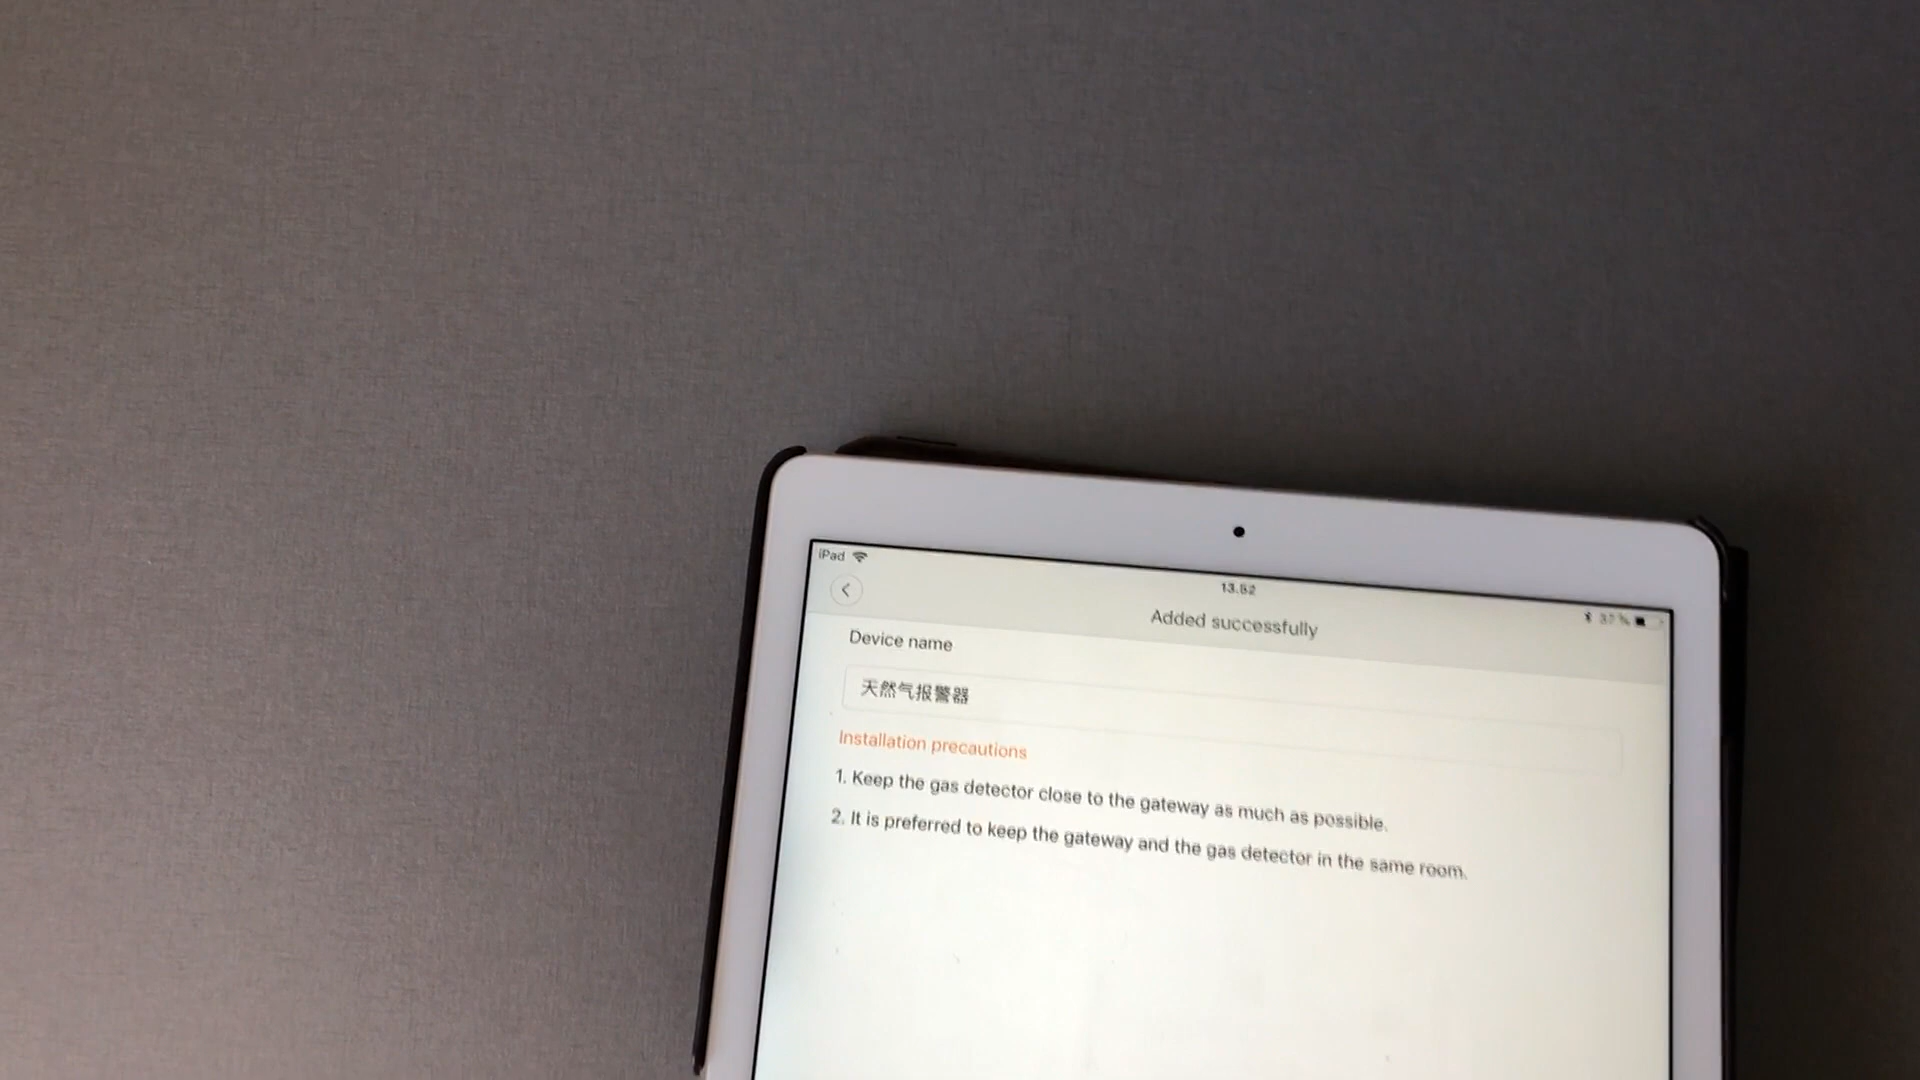 iPad
13.52
37 %
Added successfully
Device name
天然气报警器
Installation precautions
1. Keep the gas detector close to the gateway as much as possible.
2. It is preferred to keep the gateway and the gas detector in the same room.